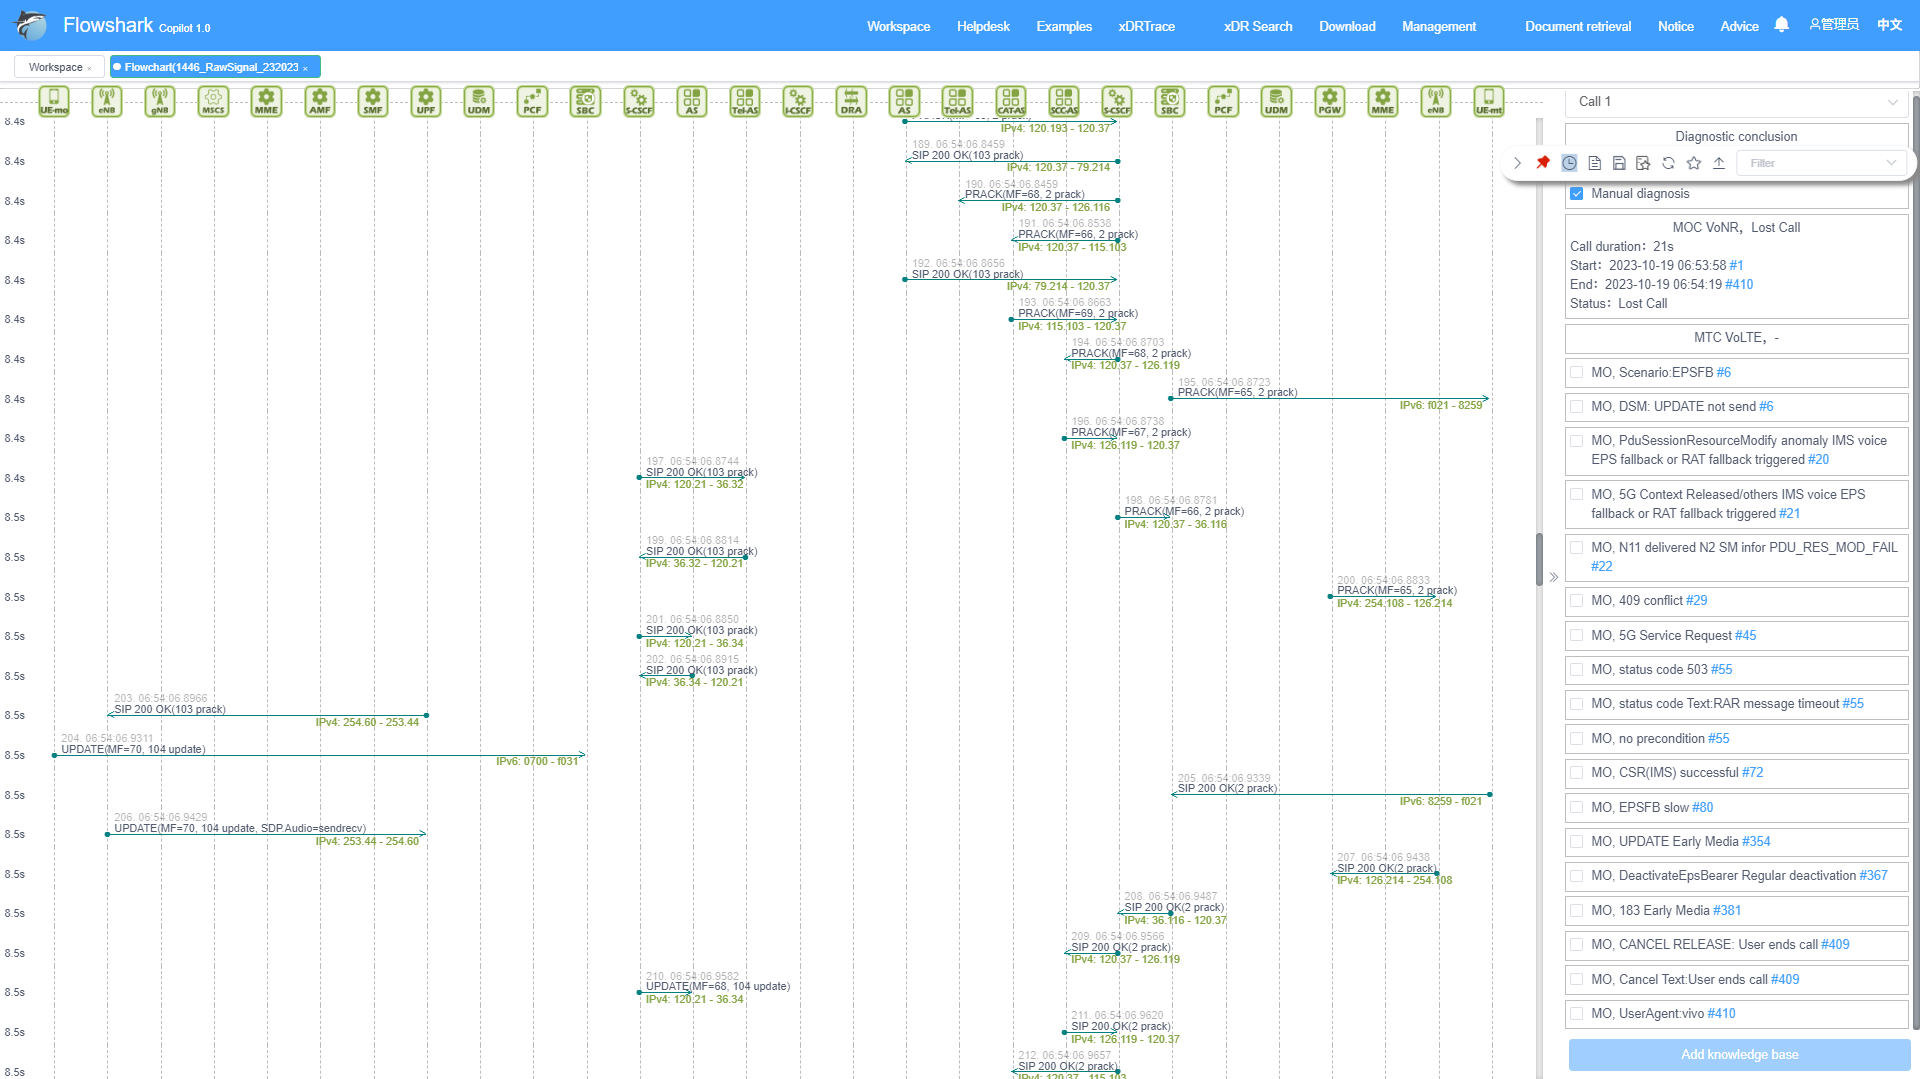 Flowshark Copilot 1.0
Workspace Helpdesk Examples xDRTrace xDR Search Download Management Document retrieval Notice Advice 管理员 中文
Workspace × Flowchart(1446_RawSignal_232023 ×
UE-mo eNB gNB MSCS MME AMF SMF UPF UDM PCF SBC S-CSCF AS Tel-AS I-CSCF DRA AS Tel-AS CATAS SCC-AS S-CSCF SBC PCF UDM PGW MME eNB UE-mt
8.4s
IPv4: 120.193 - 120.37
189. 06:54:06.8459
8.4s SIP 200 OK(103 prack)
IPv4: 120.37 - 79.214
190. 06:54:06.8459
8.4s PRACK(MF=68, 2 prack)
IPv4: 120.37 - 126.116
191. 06:54:06.8538
8.4s PRACK(MF=66, 2 prack)
IPv4: 120.37 - 115.103
192. 06:54:06.8656
8.4s SIP 200 OK(103 prack)
IPv4: 79.214 - 120.37
193. 06:54:06.8663
8.4s PRACK(MF=69, 2 prack)
IPv4: 115.103 - 120.37
194. 06:54:06.8703
8.4s PRACK(MF=68, 2 prack)
IPv4: 120.37 - 126.119
195. 06:54:06.8723
8.4s PRACK(MF=65, 2 prack)
IPv6: f021 - 8259
196. 06:54:06.8738
8.4s PRACK(MF=67, 2 prack)
IPv4: 126.119 - 120.37
197. 06:54:06.8744
8.4s SIP 200 OK(103 prack)
IPv4: 120.21 - 36.32
198. 06:54:06.8781
8.5s PRACK(MF=66, 2 prack)
IPv4: 120.37 - 36.116
199. 06:54:06.8814
8.5s SIP 200 OK(103 prack)
IPv4: 36.32 - 120.21
200. 06:54:06.8833
8.5s PRACK(MF=65, 2 prack)
IPv4: 254.108 - 126.214
201. 06:54:06.8850
8.5s SIP 200 OK(103 prack)
IPv4: 120.21 - 36.34
202. 06:54:06.8915
8.5s SIP 200 OK(103 prack)
IPv4: 36.34 - 120.21
203. 06:54:06.8966
8.5s SIP 200 OK(103 prack)
IPv4: 254.60 - 253.44
204. 06:54:06.9311
8.5s UPDATE(MF=70, 104 update)
IPv6: 0700 - f031
205. 06:54:06.9339
8.5s SIP 200 OK(2 prack)
IPv6: 8259 - f021
206. 06:54:06.9429
8.5s UPDATE(MF=70, 104 update, SDP.Audio=sendrecv)
IPv4: 253.44 - 254.60
207. 06:54:06.9438
8.5s SIP 200 OK(2 prack)
IPv4: 126.214 - 254.108
208. 06:54:06.9487
8.5s SIP 200 OK(2 prack)
IPv4: 36.116 - 120.37
209. 06:54:06.9566
8.5s SIP 200 OK(2 prack)
IPv4: 120.37 - 126.119
210. 06:54:06.9582
8.5s UPDATE(MF=68, 104 update)
IPv4: 120.21 - 36.34
211. 06:54:06.9620
8.5s SIP 200 OK(2 prack)
IPv4: 126.119 - 120.37
212. 06:54:06.9657
8.5s SIP 200 OK(2 prack)
IPv4: 120.37 - 115.103
Call 1
Diagnostic conclusion
Filter
Manual diagnosis
MOC VoNR，Lost Call
Call duration：21s
Start：2023-10-19 06:53:58 #1
End：2023-10-19 06:54:19 #410
Status：Lost Call
MTC VoLTE，-
MO, Scenario:EPSFB #6
MO, DSM: UPDATE not send #6
MO, PduSessionResourceModify anomaly IMS voice
EPS fallback or RAT fallback triggered #20
MO, 5G Context Released/others IMS voice EPS
fallback or RAT fallback triggered #21
MO, N11 delivered N2 SM infor PDU_RES_MOD_FAIL
#22
MO, 409 conflict #29
MO, 5G Service Request #45
MO, status code 503 #55
MO, status code Text:RAR message timeout #55
MO, no precondition #55
MO, CSR(IMS) successful #72
MO, EPSFB slow #80
MO, UPDATE Early Media #354
MO, DeactivateEpsBearer Regular deactivation #367
MO, 183 Early Media #381
MO, CANCEL RELEASE: User ends call #409
MO, Cancel Text:User ends call #409
MO, UserAgent:vivo #410
Add knowledge base